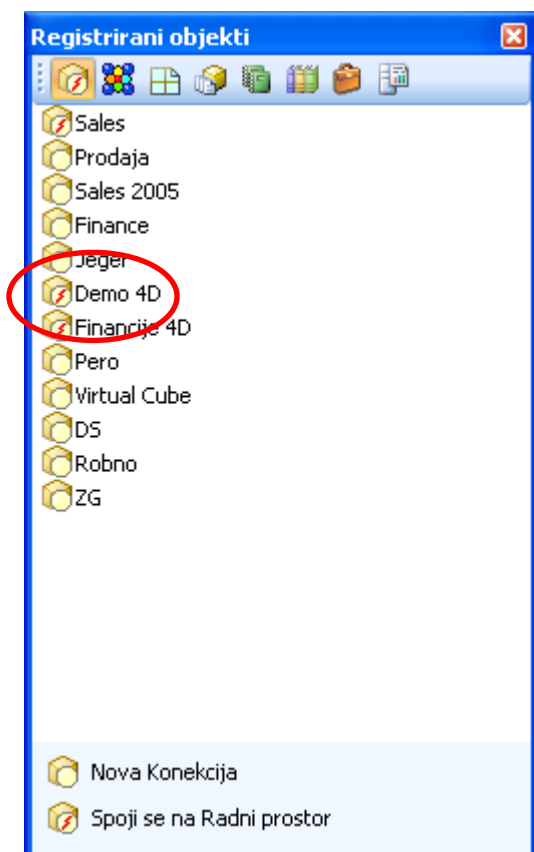 Registrirani objekti
Sales
Prodaja
Sales 2005
Finance
Jeger
Demo 4D
Financije 4D
Pero
Virtual Cube
DS
Robno
ZG
Nova Konekcija
Spoji se na Radni prostor